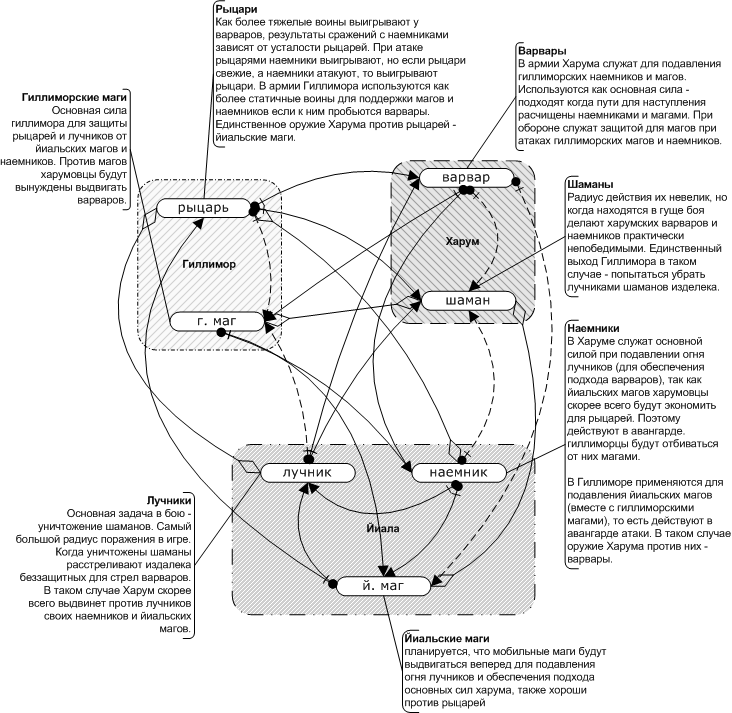 Рыцари
Как более тяжелые воины выигрывают у
варваров, результаты сражений с наемниками
зависят от усталости рыцарей. При атаке
рыцарями наемники выигрывают, но если рыцари
свежие, а наемники атакуют, то выигрывают
рыцари. В армии Гиллимора используются как
более статичные воины для поддержки магов и
наемников если к ним пробьются варвары.
Единственное оружие Харума против рыцарей -
йиальские маги.
Варвары
В армии Харума служат для подавления
гиллиморских наемников и магов.
Используются как основная сила -
подходят когда пути для наступления
расчищены наемниками и магами. При
обороне служат защитой для магов при
атаках гиллиморских магов и наемников.
Гиллиморские маги
Основная сила
гиллимора для защиты
рыцарей и лучников от
йиальских магов и
наемников. Против магов
харумовцы будут
вынуждены выдвигать
варваров.
рыцарь
Гиллимор
г. маг
варвар
Харум
шаман
Шаманы
Радиус действия их невелик, но
когда находятся в гуще боя
делают харумских варваров и
наемников практически
непобедимыми. Единственный
выход Гиллимора в таком
случае - попытаться убрать
лучниками шаманов изделека.
Наемники
В Харуме служат основной
силой при подавлении огня
лучников (для обеспечения
подхода варваров), так как
йиальских магов харумовцы
скорее всего будут экономить
для рыцарей. Поэтому
действуют в авангарде.
гиллиморцы будут отбиваться
от них магами.
В Гиллиморе применяются для
подавления йиальских магов
(вместе с гиллиморскими
магами), то есть действуют в
авангарде атаки. В таком случае
оружие Харума против них -
варвары.
лучник
наемник
Йиала
й. маг
Лучники
Основная задача в бою -
уничтожение шаманов. Самый
большой радиус поражения в игре.
Когда уничтожены шаманы
расстреливают издалека
беззащитных для стрел варваров.
В таком случае Харум скорее
всего выдвинет против лучников
своих наемников и йиальских
магов.
Йиальские маги
планируется, что мобильные маги будут
выдвигаться веперед для подавления
огня лучников и обеспечения подхода
основных сил харума, также хороши
против рыцарей